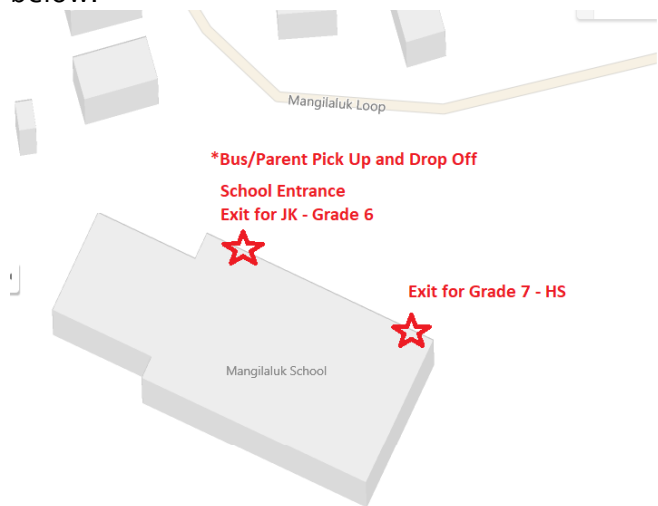 below:
Mangilaluk Loop
*Bus/Parent Pick Up and Drop Off
School Entrance
Exit for JK - Grade 6
Exit for Grade 7 - HS
Mangilaluk School